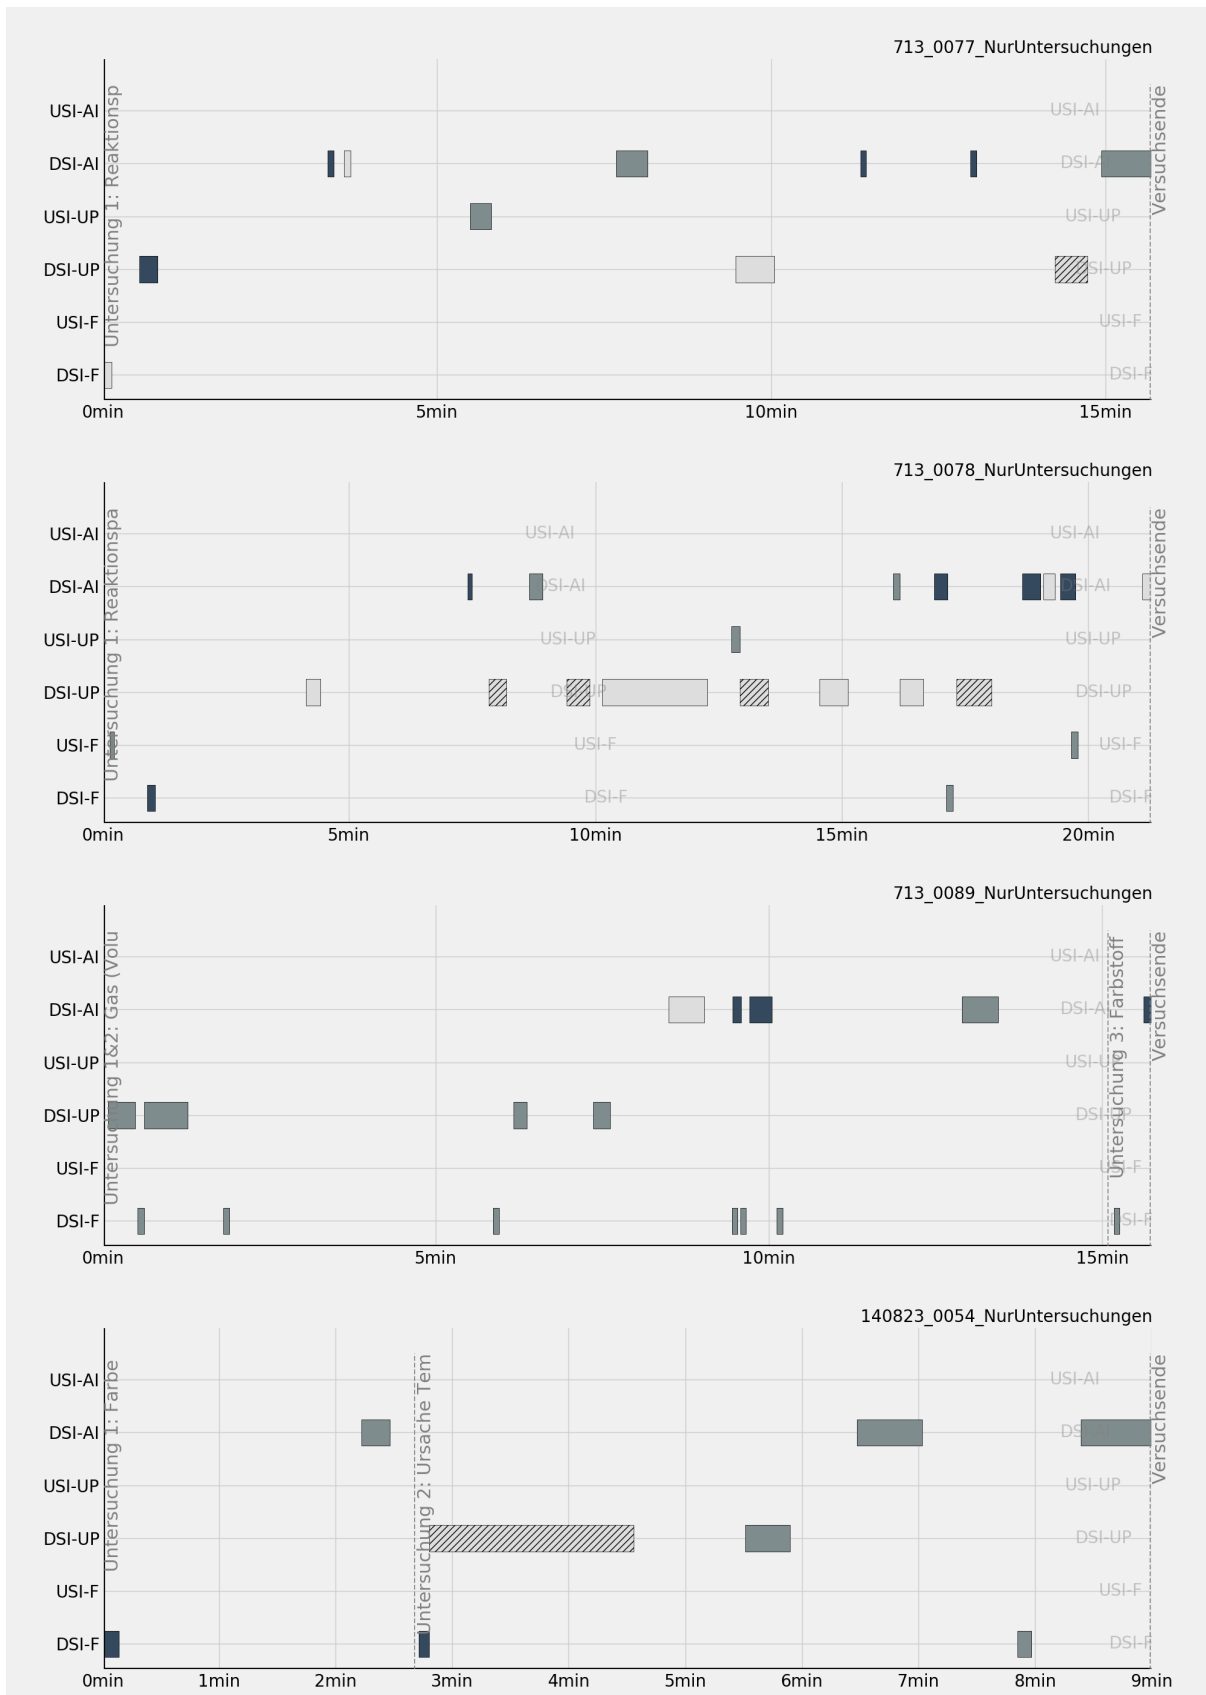 713_0077_NurUntersuchungen
USI-AI
DSI-AI
USI-UP
DSI-UP
USI-F
DSI-F
Untersuchung 1: Reaktionsp
USI-AI
DSI-A
USI-UP
DSI-UP
USI-F
DSI-F
Versuchsende
0min
5min
10min
15min
713_0078_NurUntersuchungen
USI-AI
DSI-AI
USI-UP
DSI-UP
USI-F
DSI-F
Untersuchung 1: Reaktionspa
USI-AI
DSI-AI
USI-UP
DSI-UP
USI-F
DSI-F
USI-AI
DSI-AI
USI-UP
DSI-UP
USI-F
DSI-F
Versuchsende
0min
5min
10min
15min
20min
713_0089_NurUntersuchungen
USI-AI
DSI-AI
USI-UP
DSI-UP
USI-F
DSI-F
Untersuchung 1&2: Gas (Volu
USI-AI
DSI-AI
USI-UP
DSI-UP
USI-F
DSI-F
Untersuchung 3: Farbstoff
Versuchsende
0min
5min
10min
15min
140823_0054_NurUntersuchungen
USI-AI
DSI-AI
USI-UP
DSI-UP
USI-F
DSI-F
Untersuchung 1: Farbe
Untersuchung 2: Ursache Tem
USI-AI
DSI-AI
USI-UP
DSI-UP
USI-F
DSI-F
Versuchsende
0min
1min
2min
3min
4min
5min
6min
7min
8min
9min